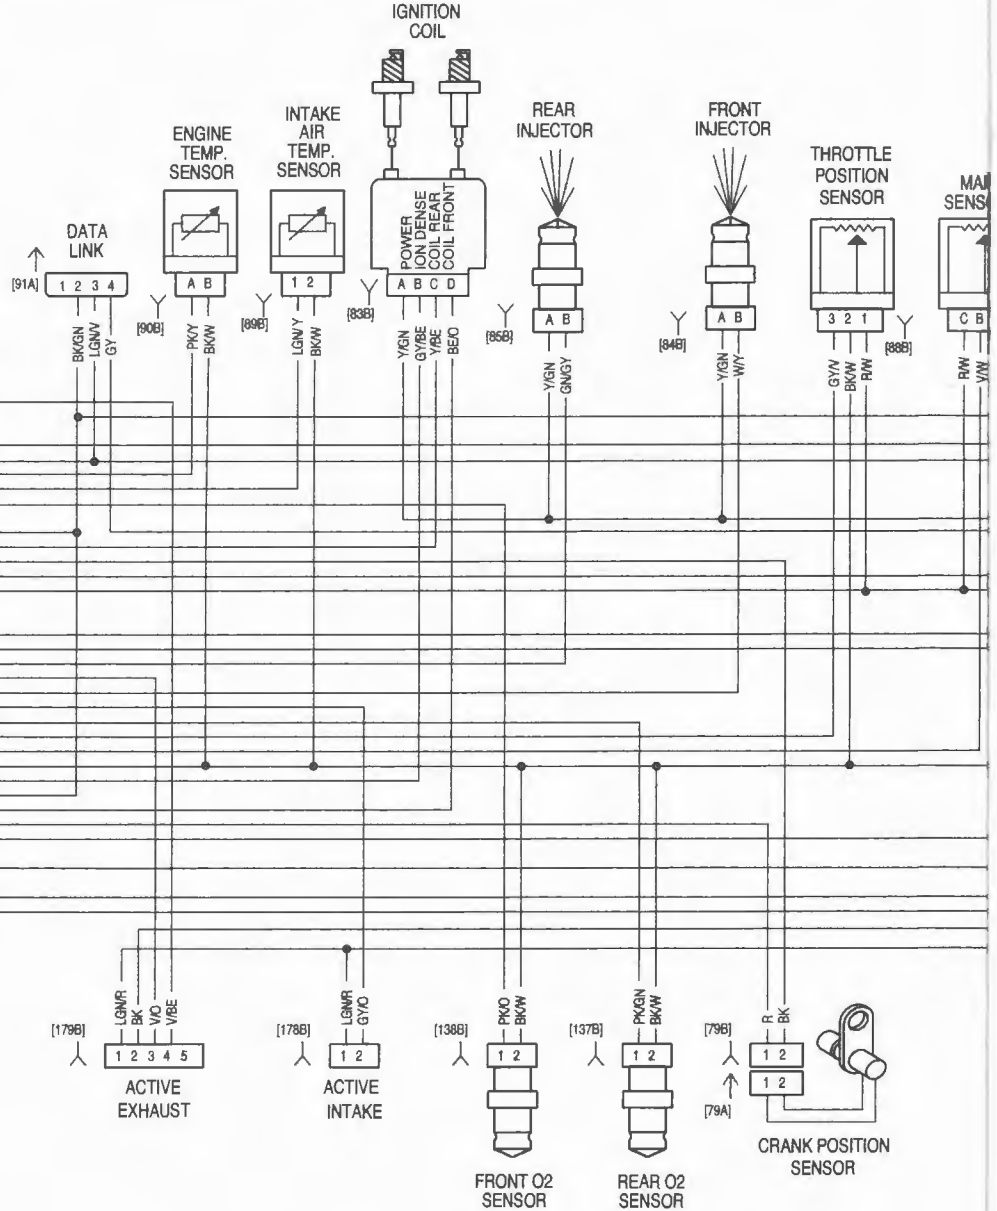 IGNITION
COIL
REAR
INJECTOR
FRONT
INJECTOR
INTAKE
AIR
TEMP.
SENSOR
ENGINE
TEMP.
SENSOR
THROTTLE
POSITION
SENSOR
SENS
DATA
LINK
POWER
ION DENSE
COIL REAR
COIL FRONT
[91A]
1 2 3 4
[90B]
A B
[89B]
1 2
[83B]
A B C D
[85B]
A B
[84B]
A B
3 2 1
[88B]
C B
BK/GN
LGN/V
GY
PK/Y
BK/W
LGN/Y
BK/W
Y/GN
GY/BE
Y/BE
BE/O
Y/GN
GN/GY
Y/GN
W/Y
GY/V
BK/W
R/W
R/W
V/W
LGN/R
BK
V/O
V/BE
LGN/R
GY/O
PK/O
BK/W
PK/GN
BK/W
R
BK
[179B]
1 2 3 4 5
ACTIVE
EXHAUST
[178B]
1 2
ACTIVE
INTAKE
[138B]
1 2
FRONT O2
SENSOR
[137B]
1 2
REAR O2
SENSOR
[79B]
1 2
1 2
[79A]
CRANK POSITION
SENSOR